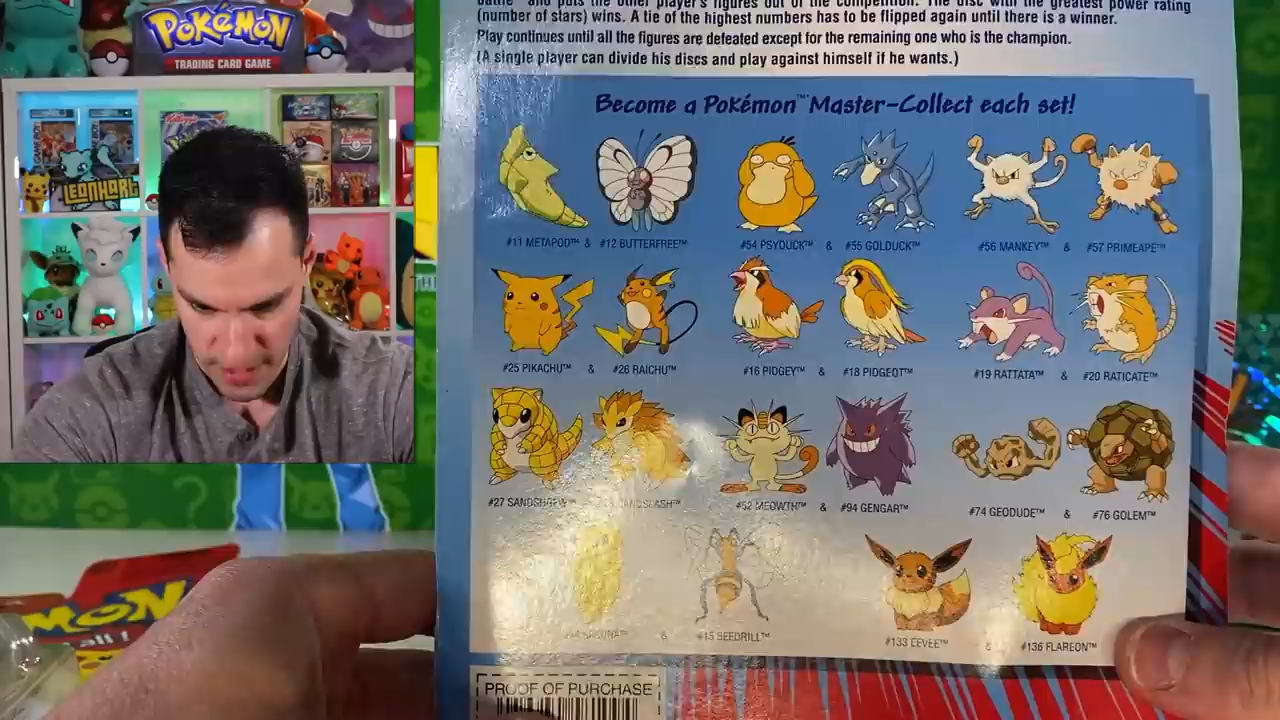 Pokémon
TRADING CARD GAME
LEONHART
MON
all!
battle" and puts the other player's figures out of the competition. The disc with the greatest power rating
(number of stars) wins. A tie of the highest numbers has to be flipped again until there is a winner.
Play continues until all the figures are defeated except for the remaining one who is the champion.
(A single player can divide his discs and play against himself if he wants.)
Become a Pokémon™ Master-Collect each set!
#11 METAPOD™ & #12 BUTTERFREE™ #54 PSYDUCK™ & #55 GOLDUCK™ #56 MANKEY™ & #57 PRIMEAPE™
#25 PIKACHU™ & #26 RAICHU™ #16 PIDGEY™ & #18 PIDGEOT™ #19 RATTATA™ & #20 RATICATE™
#27 SANDSHREW™ SANDSLASH™ #52 MEOWTH™ & #94 GENGAR™ #74 GEODUDE™ & #76 GOLEM™
KAKUNA™ & #15 BEEDRILL™ #133 EEVEE™ & #136 FLAREON™
PROOF OF PURCHASE